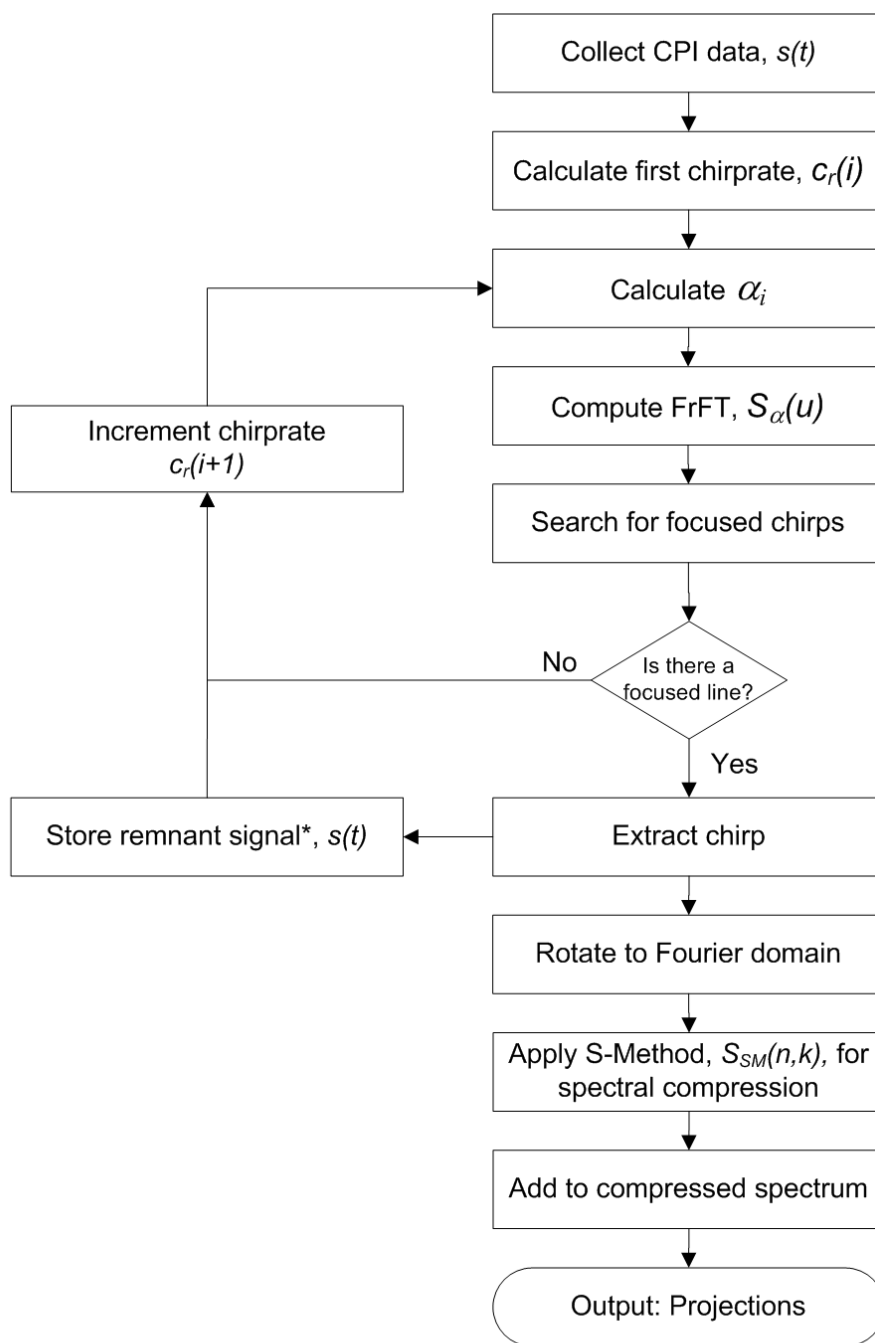 Collect CPI data, s(t)
Calculate first chirprate, cᵣ(i)
Calculate αᵢ
Compute FrFT, S_α(u)
Increment chirprate
cᵣ(i+1)
Search for focused chirps
No
Is there a
focused line?
Yes
Store remnant signal*, s(t)
Extract chirp
Rotate to Fourier domain
Apply S-Method, S_SM(n,k), for
spectral compression
Add to compressed spectrum
Output: Projections